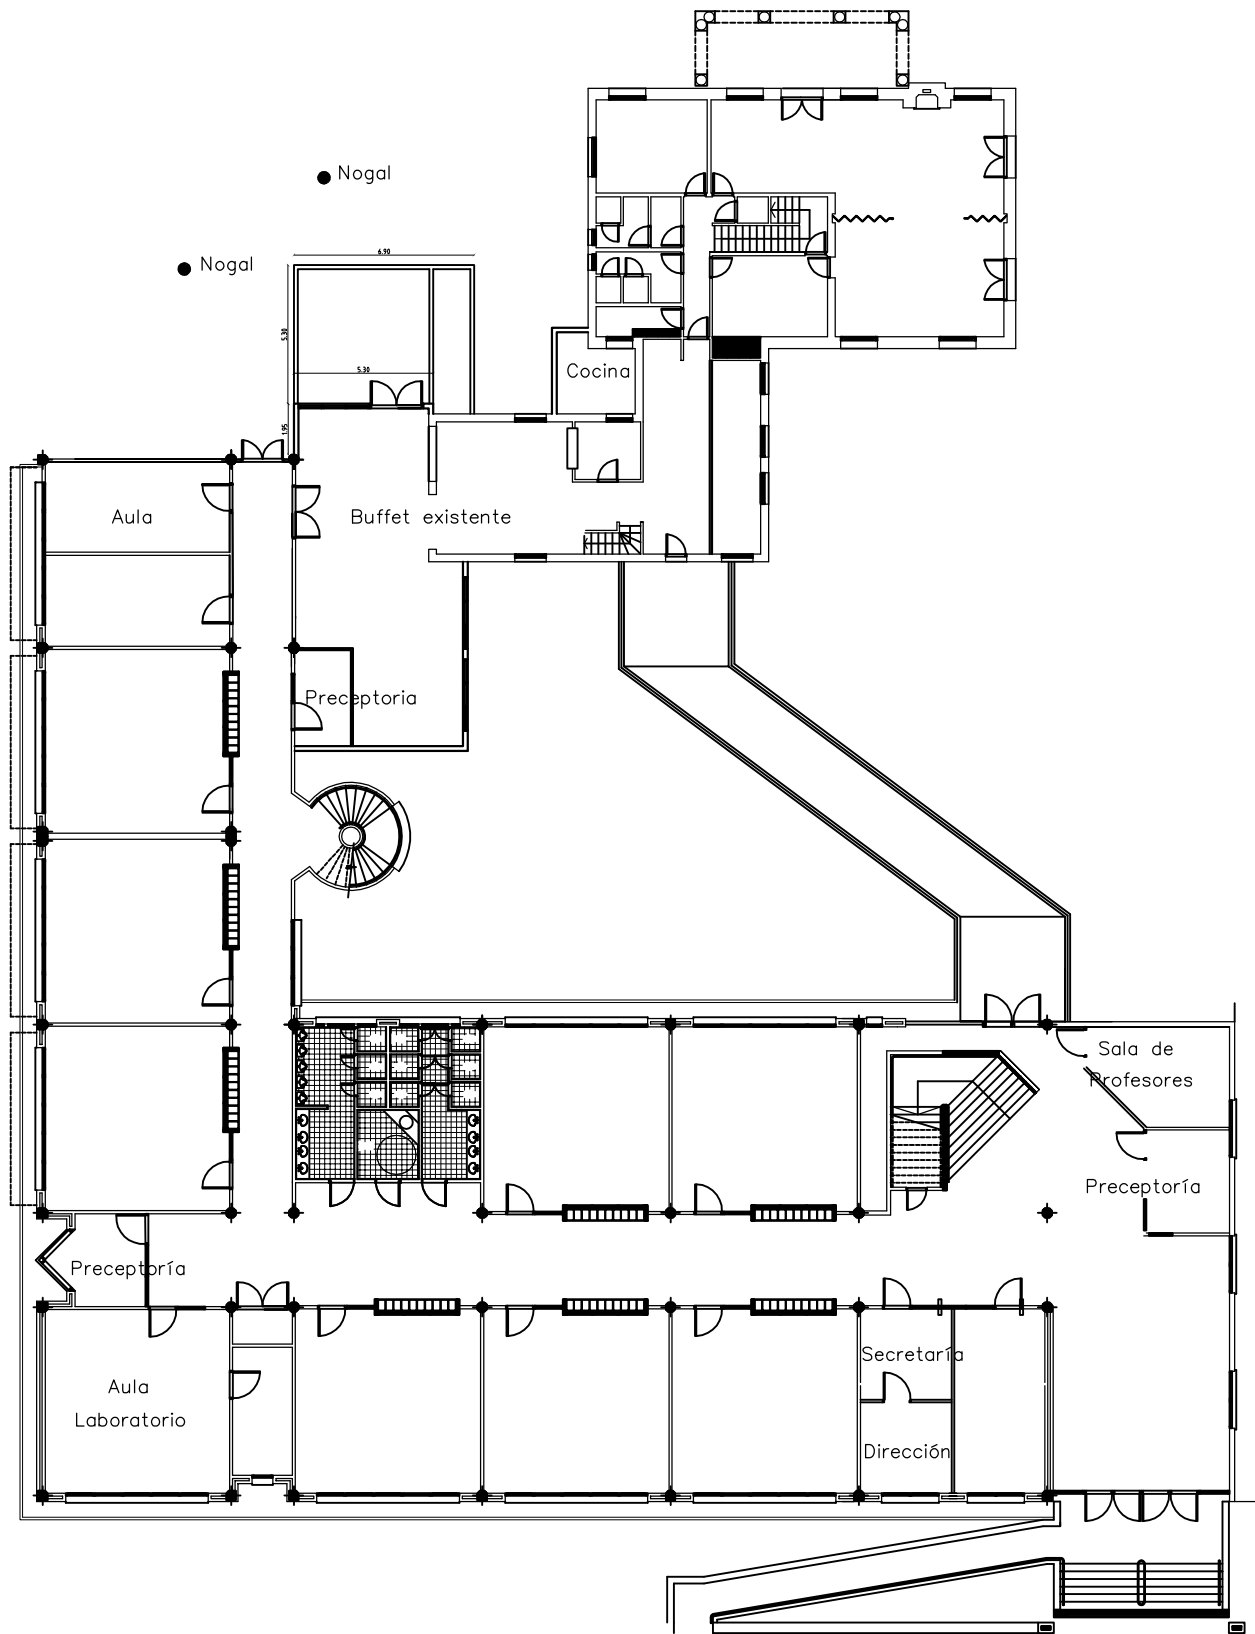 Nogal
Nogal
6.90
5.30
5.30
Cocina
1.95
Aula
Buffet existente
Preceptoria
Sala de
Profesores
Preceptoría
Preceptoría
Secretaría
Aula
Laboratorio
Dirección